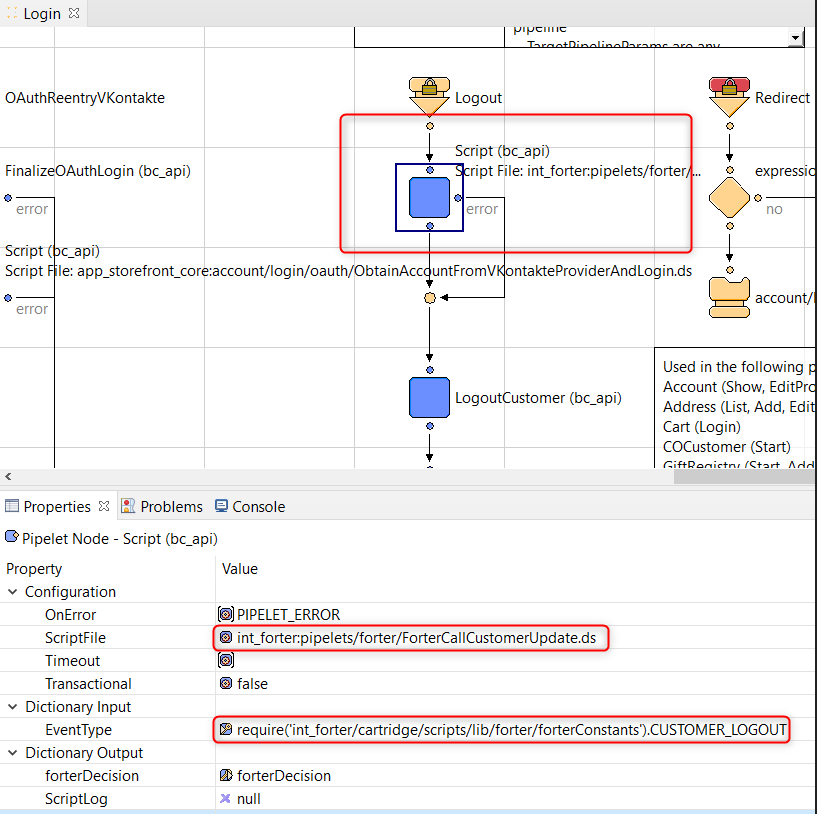 Login
pipeline
TargetPipelineParams are any
OAuthReentryVKontakte
Logout
Redirect
Script (bc_api)
FinalizeOAuthLogin (bc_api)
Script File: int_forter:pipelets/forter/...
expressio
error
error
no
Script (bc_api)
Script File: app_storefront_core:account/login/oauth/ObtainAccountFromVKontakteProviderAndLogin.ds
error
account/
LogoutCustomer (bc_api)
Used in the following p
Account (Show, EditPro
Address (List, Add, Edit
Cart (Login)
COCustomer (Start)
GiftRegistry (Start, Add
Properties
Problems
Console
Pipelet Node - Script (bc_api)
Property Value
Configuration
OnError PIPELET_ERROR
ScriptFile int_forter:pipelets/forter/ForterCallCustomerUpdate.ds
Timeout
Transactional false
Dictionary Input
EventType require('int_forter/cartridge/scripts/lib/forter/forterConstants').CUSTOMER_LOGOUT
Dictionary Output
forterDecision forterDecision
ScriptLog null